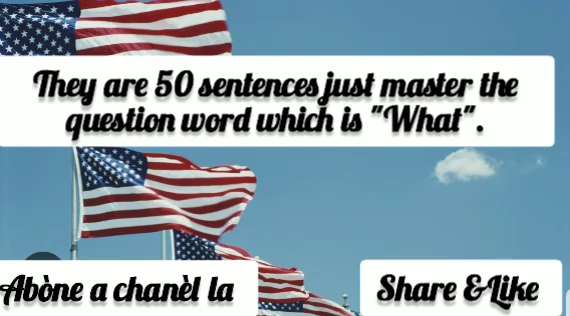 They are 50 sentences just master the
question word which is "What".
Abòne a chanèl la
Share & Like